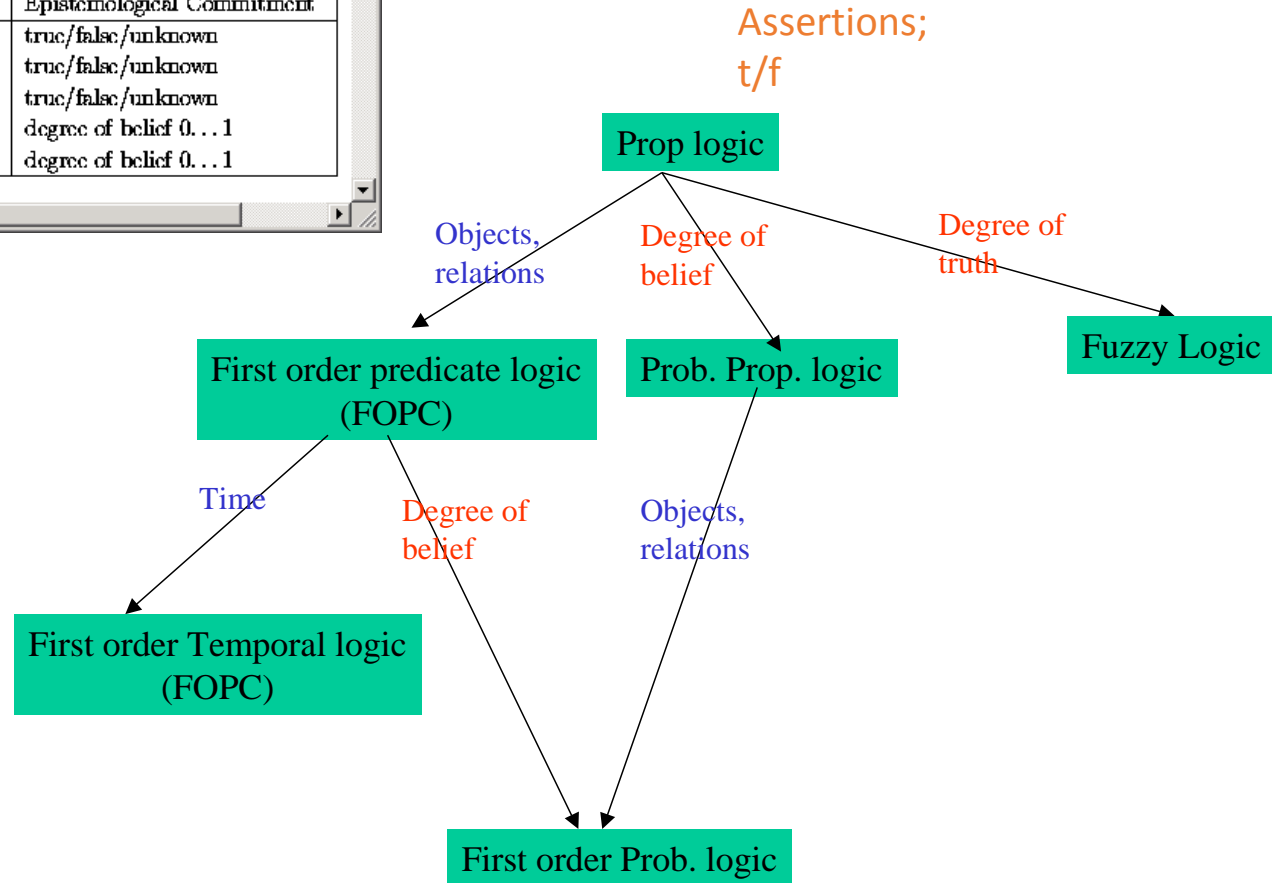 Epistemological Commitment
true/false/unknown
true/false/unknown
true/false/unknown
degree of belief 0...1
degree of belief 0...1
Assertions;
t/f
Prop logic
Objects,
relations
Degree of
belief
Degree of
truth
First order predicate logic
(FOPC)
Prob. Prop. logic
Fuzzy Logic
Time
Degree of
belief
Objects,
relations
First order Temporal logic
(FOPC)
First order Prob. logic